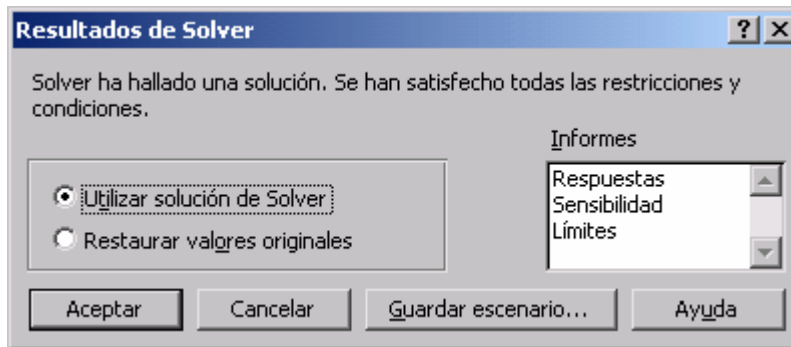 Resultados de Solver
Solver ha hallado una solución. Se han satisfecho todas las restricciones y
condiciones.
Informes
Utilizar solución de Solver
Restaurar valores originales
Respuestas
Sensibilidad
Límites
Aceptar
Cancelar
Guardar escenario...
Ayuda